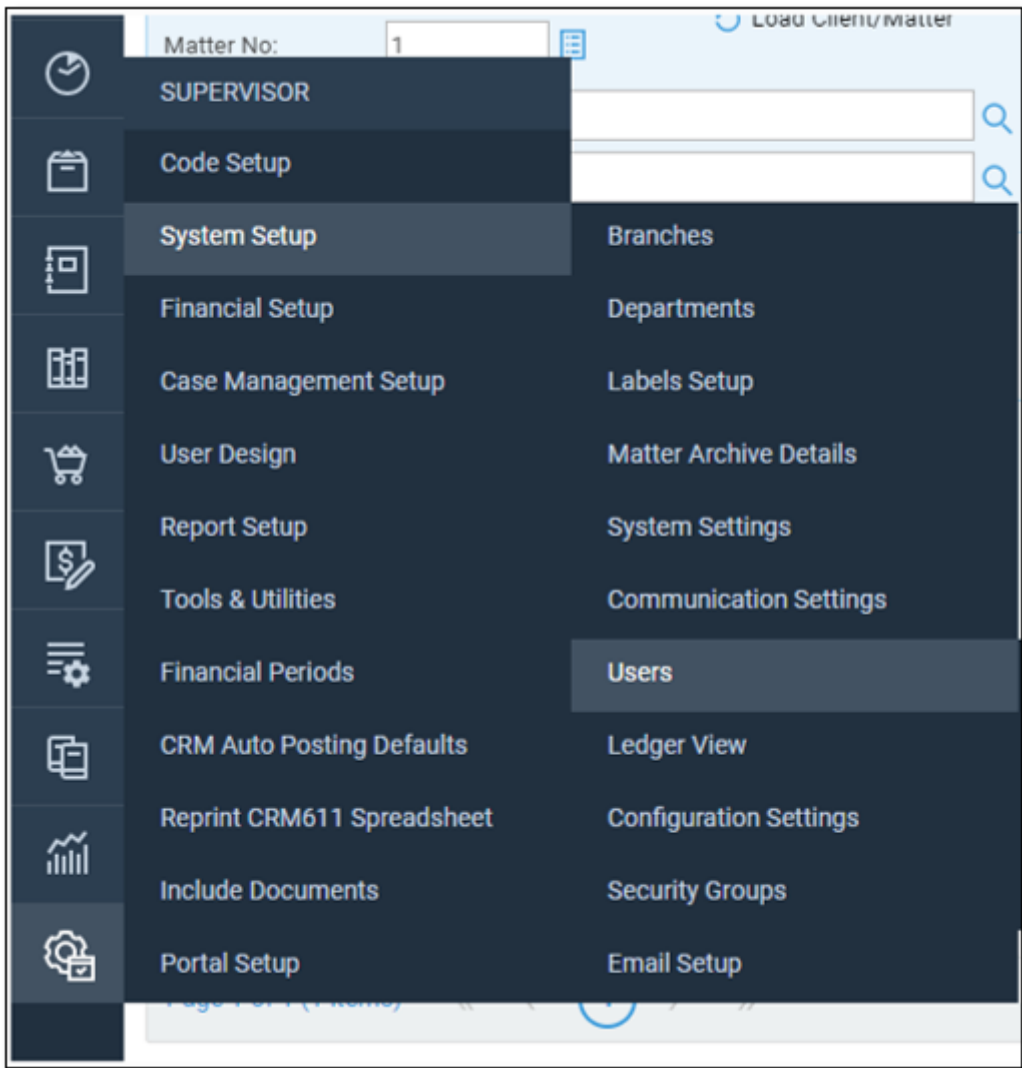 Load Client/Matter
Matter No: 1
SUPERVISOR
Code Setup
System Setup
Financial Setup
Case Management Setup
User Design
Report Setup
Tools & Utilities
Financial Periods
CRM Auto Posting Defaults
Reprint CRM611 Spreadsheet
Include Documents
Portal Setup
Branches
Departments
Labels Setup
Matter Archive Details
System Settings
Communication Settings
Users
Ledger View
Configuration Settings
Security Groups
Email Setup